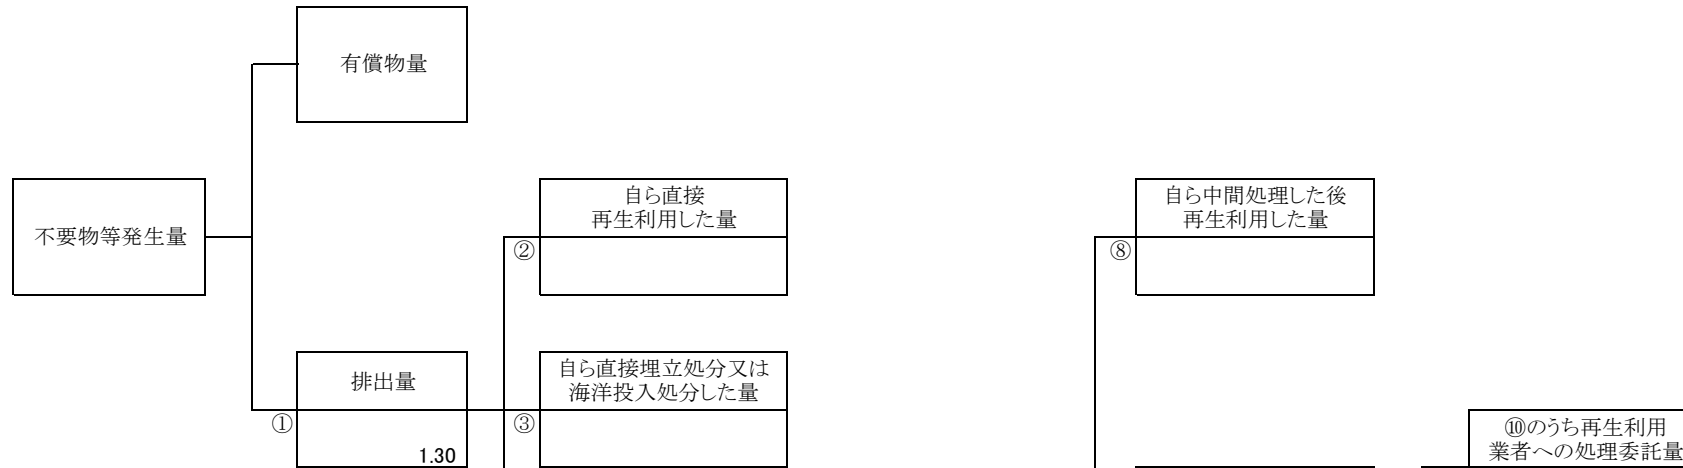 有償物量
不要物等発生量
自ら直接
再生利用した量
②
自ら中間処理した後
再生利用した量
⑧
排出量
①
1.30
自ら直接埋立処分又は
海洋投入処分した量
③
⑩のうち再生利用
業者への処理委託量